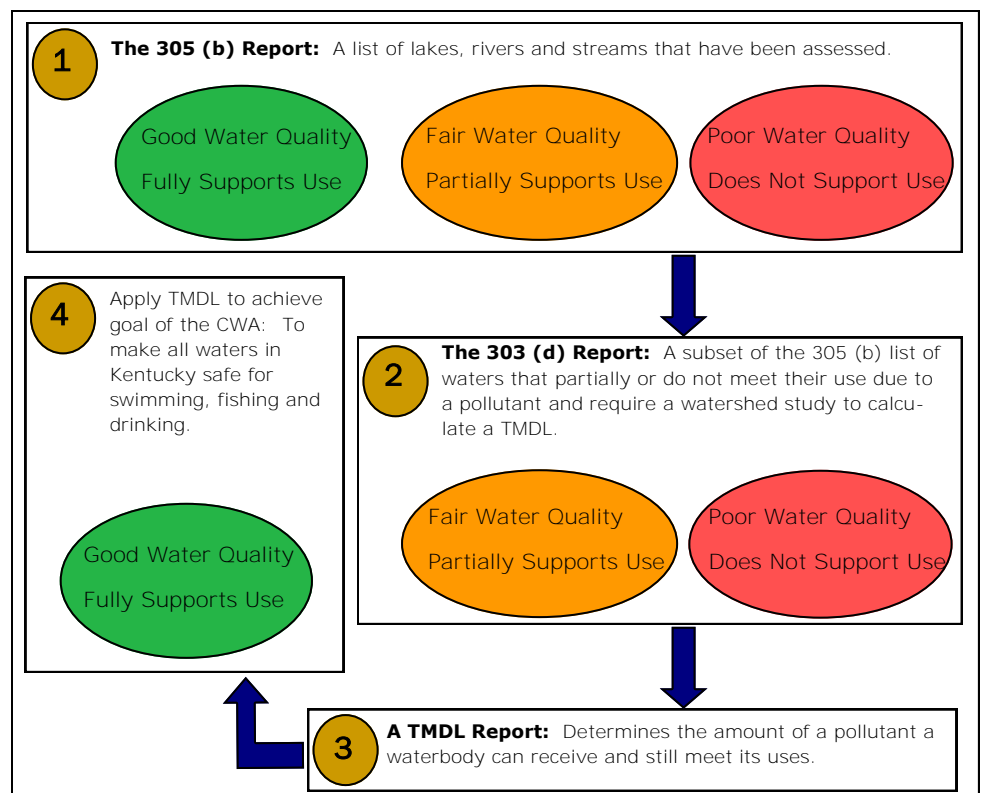 1
The 305 (b) Report: A list of lakes, rivers and streams that have been assessed.
Good Water Quality
Fully Supports Use
Fair Water Quality
Partially Supports Use
Poor Water Quality
Does Not Support Use
2
The 303 (d) Report: A subset of the 305 (b) list of
waters that partially or do not meet their use due to
a pollutant and require a watershed study to calcu-
late a TMDL.
Fair Water Quality
Partially Supports Use
Poor Water Quality
Does Not Support Use
3
A TMDL Report: Determines the amount of a pollutant a
waterbody can receive and still meet its uses.
4
Apply TMDL to achieve
goal of the CWA: To
make all waters in
Kentucky safe for
swimming, fishing and
drinking.
Good Water Quality
Fully Supports Use